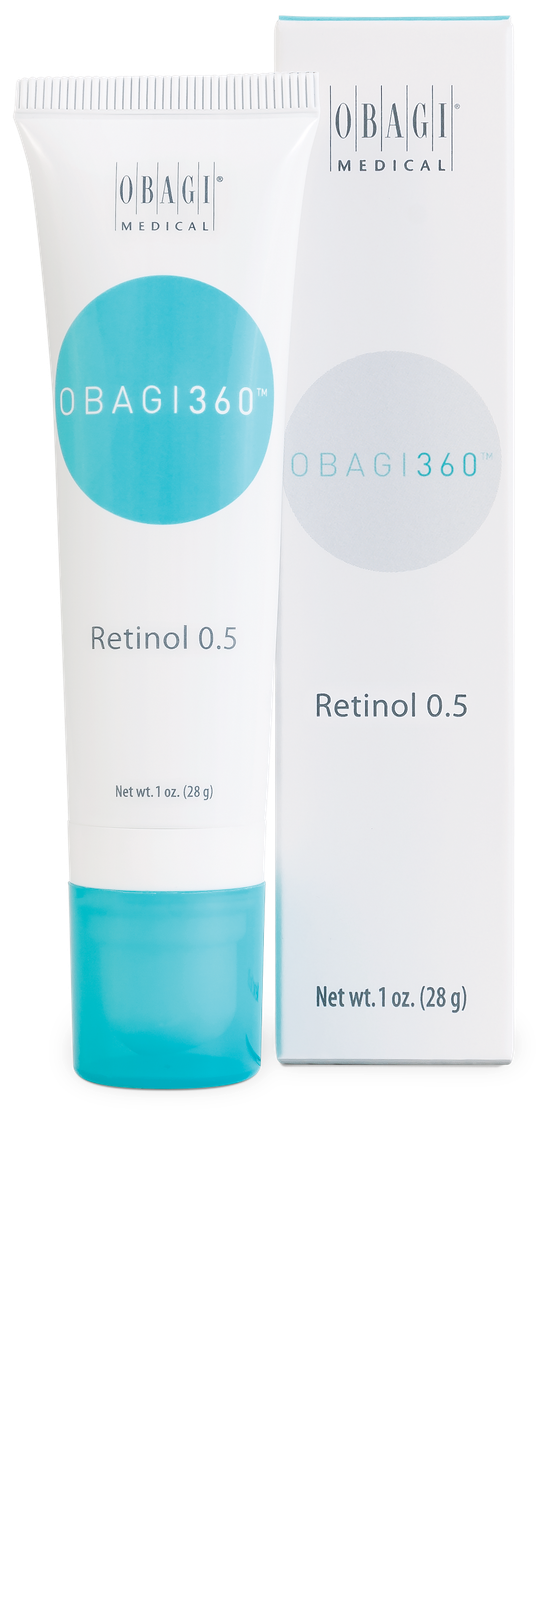 OBAGI®
MEDICAL
OBAGI360™
Retinol 0.5
Net wt. 1 oz. (28 g)
OBAGI®
MEDICAL
OBAGI360™
Retinol 0.5
Net wt. 1 oz. (28 g)